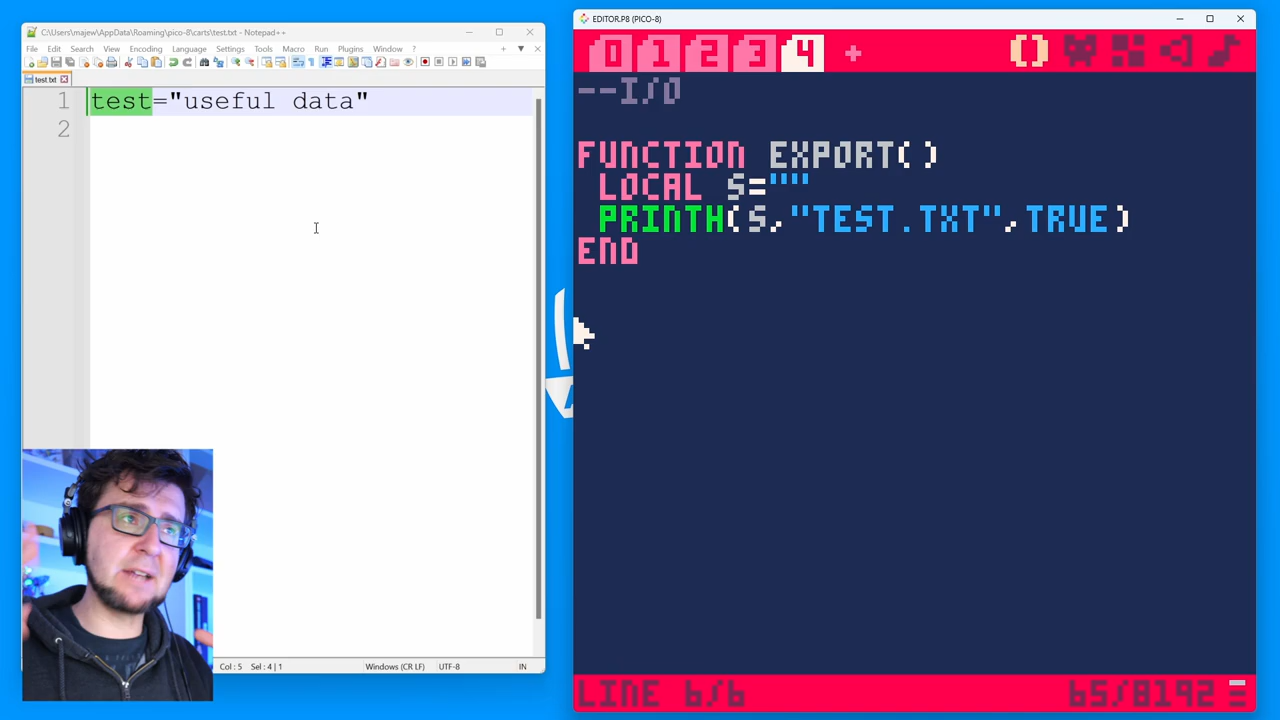 C:\Users\majew\AppData\Roaming\pico-8\carts\test.txt - Notepad++
File Edit Search View Encoding Language Settings Tools Macro Run Plugins Window ?
test.txt
1 test="useful data"
2
Col : 5 Sel : 4 | 1 Windows (CR LF) UTF-8 IN
EDITOR.P8 (PICO-8)
0 1 2 3 4 +
--I/O
FUNCTION EXPORT()
LOCAL S=""
PRINTH(S,"TEST.TXT",TRUE)
END
LINE 6/6 65/8192